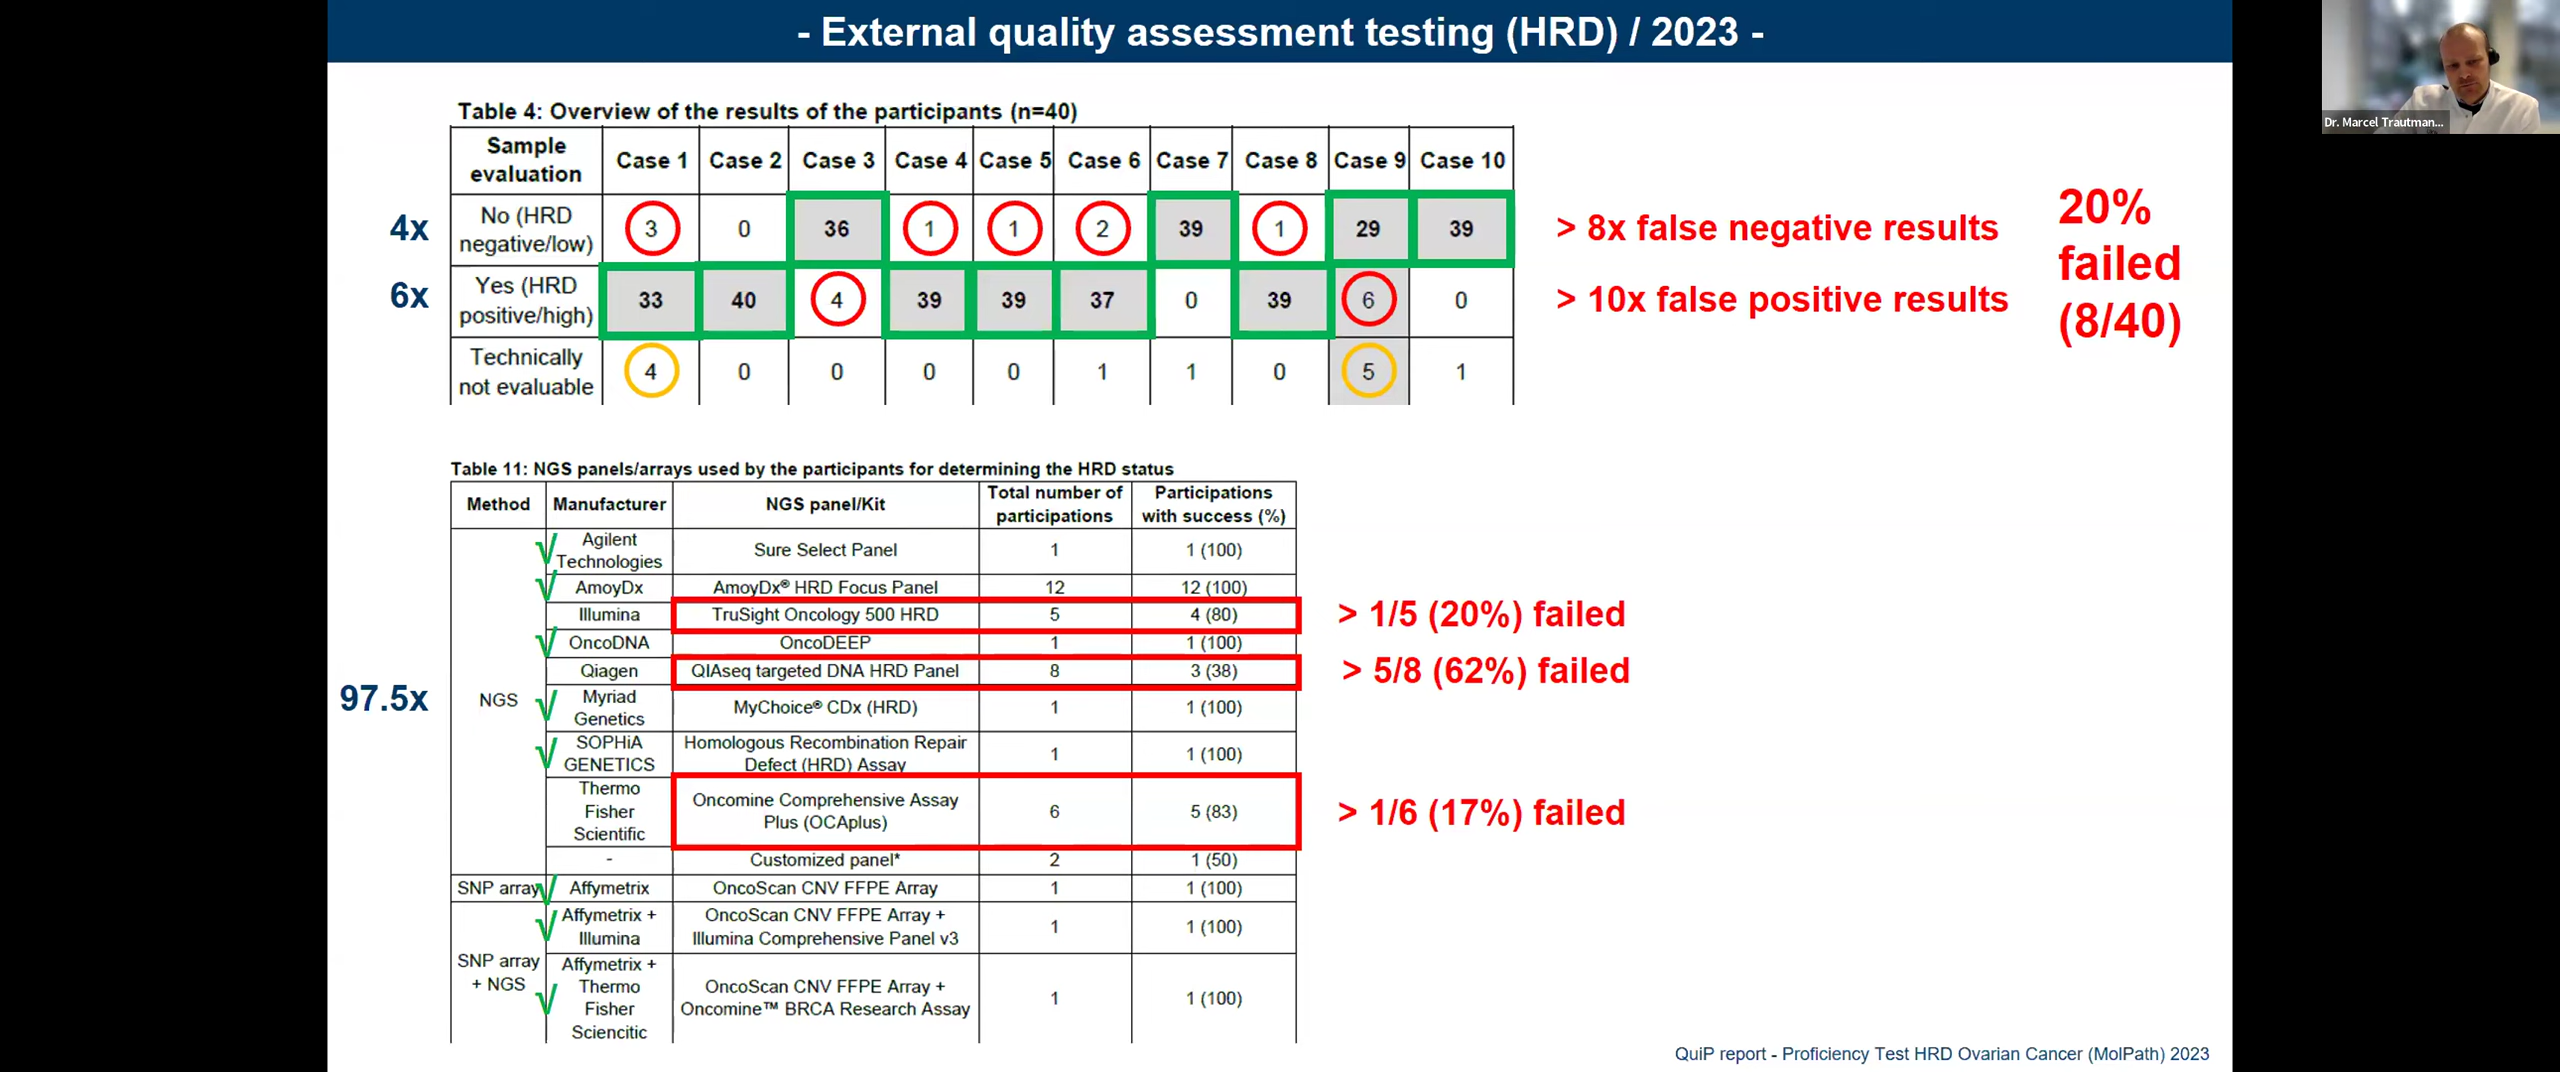 - External quality assessment testing (HRD) / 2023 -
Dr. Marcel Trautman...
Table 4: Overview of the results of the participants (n=40)
Sample evaluation Case 1 Case 2 Case 3 Case 4 Case 5 Case 6 Case 7 Case 8 Case 9 Case 10
4x No (HRD negative/low) 3 0 36 1 1 2 39 1 29 39 > 8x false negative results
6x Yes (HRD positive/high) 33 40 4 39 39 37 0 39 6 0 > 10x false positive results
20%
failed
(8/40)
Technically not evaluable 4 0 0 0 0 1 1 0 5 1
Table 11: NGS panels/arrays used by the participants for determining the HRD status
Method Manufacturer NGS panel/Kit Total number of participations Participations with success (%)
97.5x NGS
√ Agilent Technologies Sure Select Panel 1 1 (100)
√ AmoyDx AmoyDx® HRD Focus Panel 12 12 (100)
Illumina TruSight Oncology 500 HRD 5 4 (80) > 1/5 (20%) failed
√ OncoDNA OncoDEEP 1 1 (100)
Qiagen QIAseq targeted DNA HRD Panel 8 3 (38) > 5/8 (62%) failed
√ Myriad Genetics MyChoice® CDx (HRD) 1 1 (100)
√ SOPHiA GENETICS Homologous Recombination Repair Defect (HRD) Assay 1 1 (100)
Thermo Fisher Scientific Oncomine Comprehensive Assay Plus (OCAplus) 6 5 (83) > 1/6 (17%) failed
- Customized panel* 2 1 (50)
SNP array √ Affymetrix OncoScan CNV FFPE Array 1 1 (100)
SNP array + NGS
√ Affymetrix + Illumina OncoScan CNV FFPE Array + Illumina Comprehensive Panel v3 1 1 (100)
√ Affymetrix + Thermo Fisher Sciencitic OncoScan CNV FFPE Array + Oncomine™ BRCA Research Assay 1 1 (100)
QuiP report - Proficiency Test HRD Ovarian Cancer (MolPath) 2023